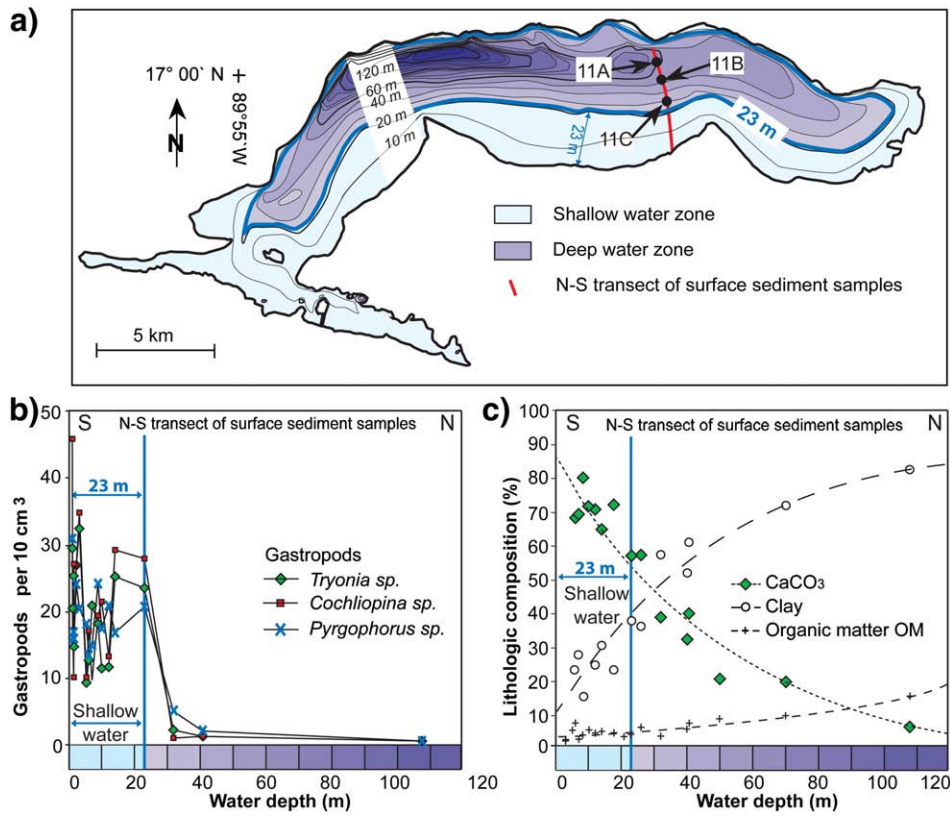 a)
17° 00` N
89°55.`W
N
120 m
60 m
40 m
20 m
10 m
11A
11B
11C
23 m
23 m
Shallow water zone
Deep water zone
N-S transect of surface sediment samples
5 km
b)
S
N-S transect of surface sediment samples
N
23 m
Gastropods
Tryonia sp.
Cochliopina sp.
Pyrgophorus sp.
Shallow
water
Gastropods per 10 cm³
50
40
30
20
10
0
0 20 40 60 80 100 120
Water depth (m)
c)
S
N-S transect of surface sediment samples
N
23 m
Shallow
water
CaCO₃
Clay
Organic matter OM
Lithologic composition (%)
100
90
80
70
60
50
40
30
20
10
0
0 20 40 60 80 100 120
Water depth (m)